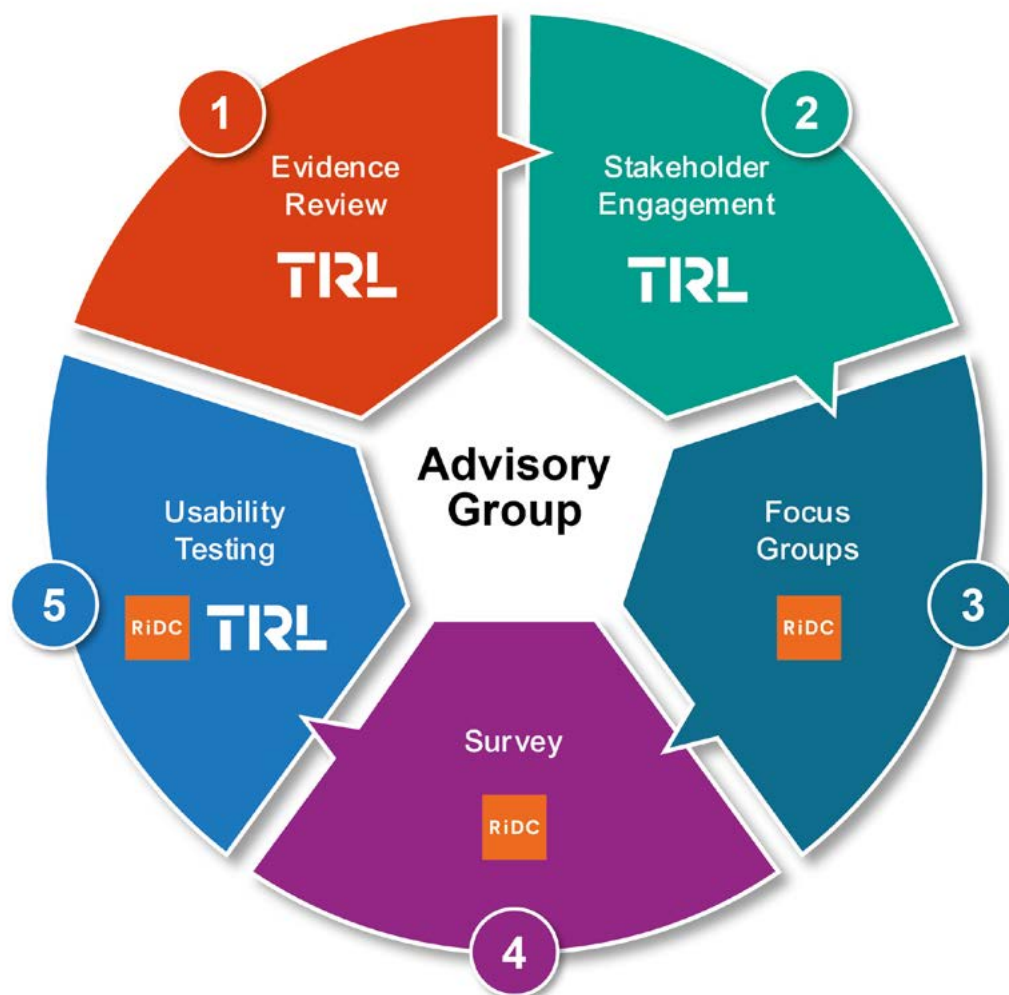 1
Evidence
Review
TRL
2
Stakeholder
Engagement
TRL
Advisory
Group
3
Focus
Groups
RiDC
4
Survey
RiDC
5
Usability
Testing
RiDC TRL